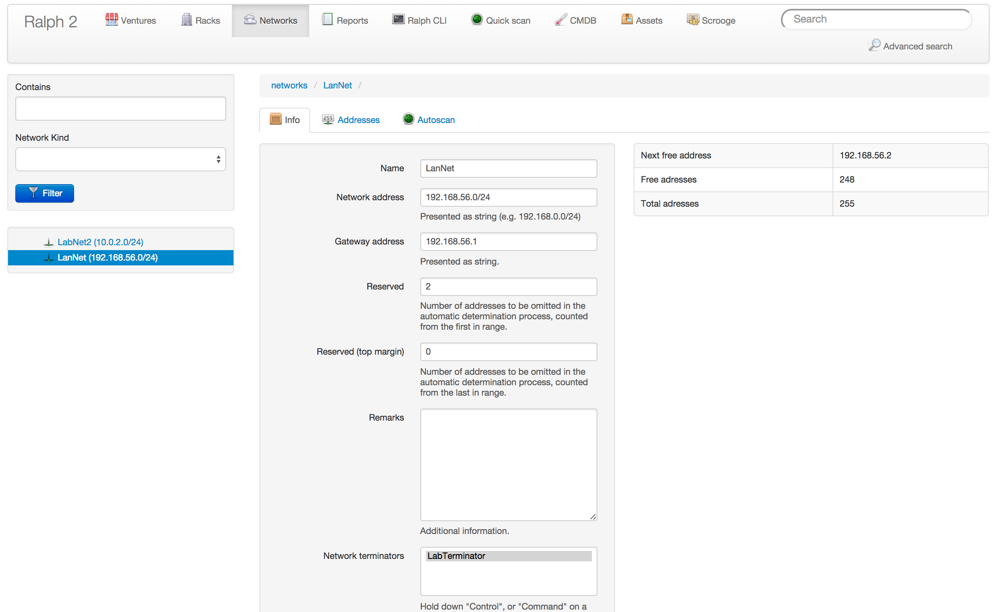 Ralph 2
Ventures
Racks
Networks
Reports
Ralph CLI
Quick scan
CMDB
Assets
Scrooge
Search
Advanced search
Contains
Network Kind
Filter
LabNet2 (10.0.2.0/24)
LanNet (192.168.56.0/24)
networks / LanNet /
Info
255
Addresses
Autoscan
Name
LanNet
Network address
192.168.56.0/24
Presented as string (e.g. 192.168.0.0/24)
Gateway address
192.168.56.1
Presented as string.
Reserved
2
Number of addresses to be omitted in the
automatic determination process, counted
from the first in range.
Reserved (top margin)
0
Number of addresses to be omitted in the
automatic determination process, counted
from the last in range.
Remarks
Additional information.
Network terminators
LabTerminator
Hold down "Control", or "Command" on a
Next free address 192.168.56.2
Free adresses 248
Total adresses 255